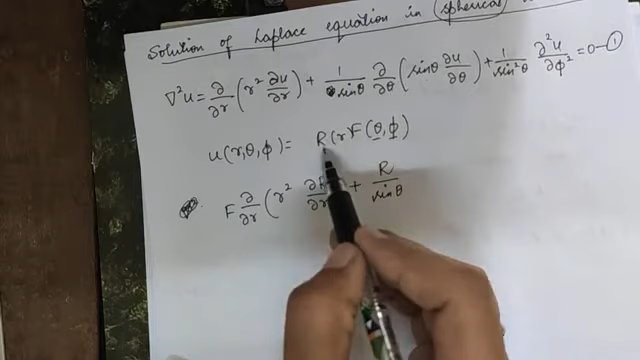 Solution of Laplace equation in (spherical)
∇²u = ∂/∂r (r² ∂u/∂r) + 1/sinθ ∂/∂θ (sinθ ∂u/∂θ) + 1/sin²θ ∂²u/∂ϕ² = 0 — ①
u(r,θ,ϕ) = R(r) F(θ,ϕ)
F ∂/∂r (r² ∂/∂r + R/sinθ